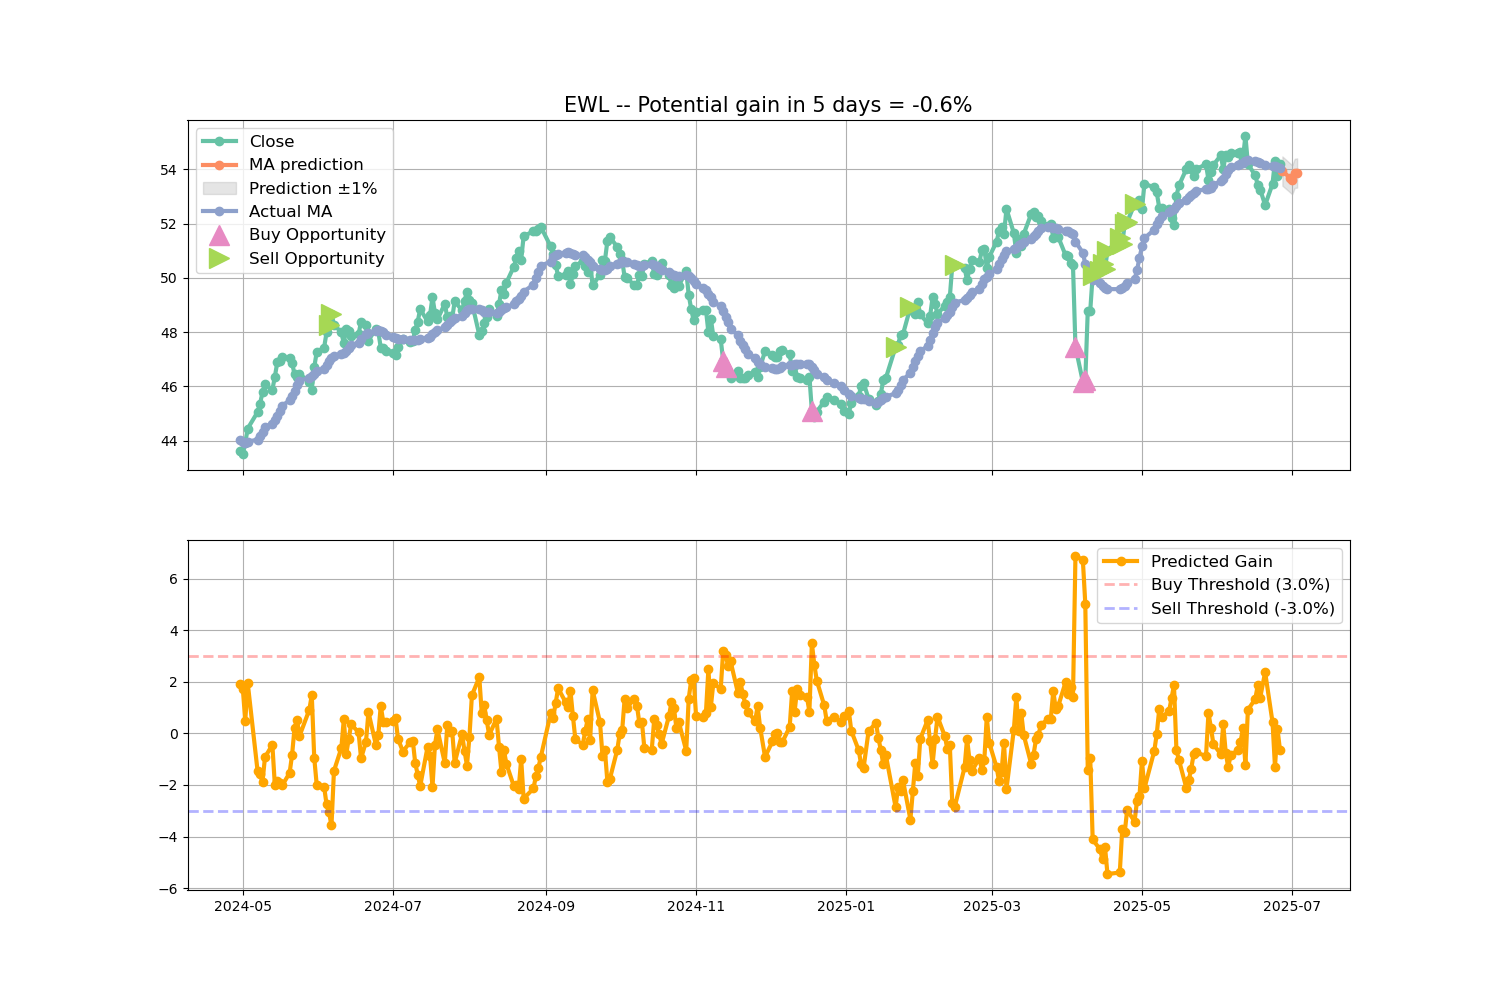 EWL -- Potential gain in 5 days = -0.6%
Close
MA prediction
Prediction ±1%
Actual MA
Buy Opportunity
Sell Opportunity
54
52
50
48
46
44
Predicted Gain
Buy Threshold (3.0%)
Sell Threshold (-3.0%)
6
4
2
0
−2
−4
−6
2024-05 2024-07 2024-09 2024-11 2025-01 2025-03 2025-05 2025-07